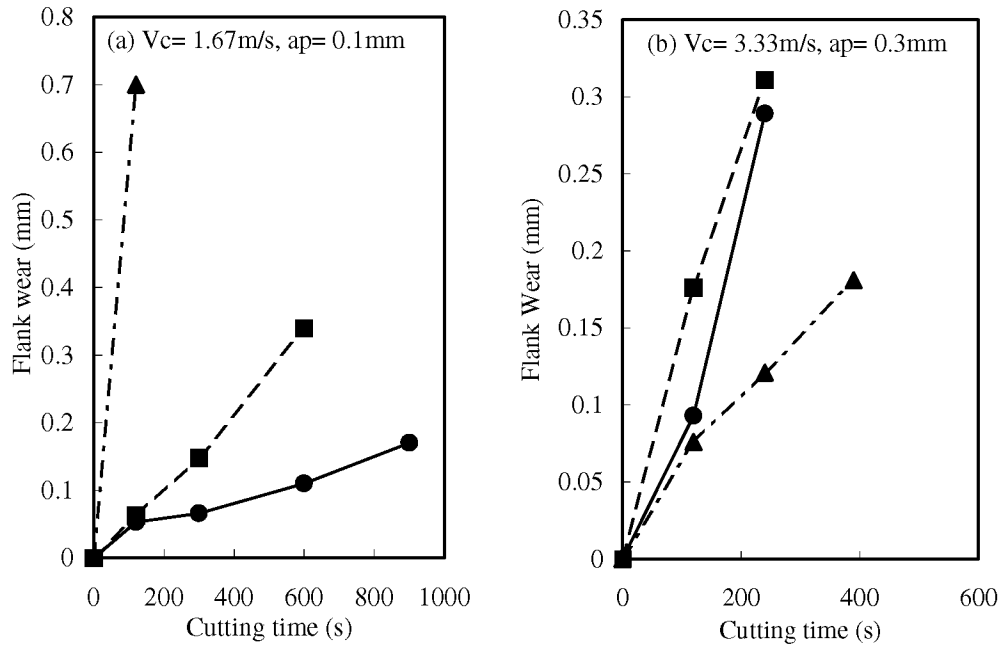 (a) Vc= 1.67m/s, ap= 0.1mm
Flank wear (mm)
0.8
0.7
0.6
0.5
0.4
0.3
0.2
0.1
0
0 200 400 600 800 1000
Cutting time (s)
(b) Vc= 3.33m/s, ap= 0.3mm
Flank Wear (mm)
0.35
0.3
0.25
0.2
0.15
0.1
0.05
0
0 200 400 600
Cutting time (s)